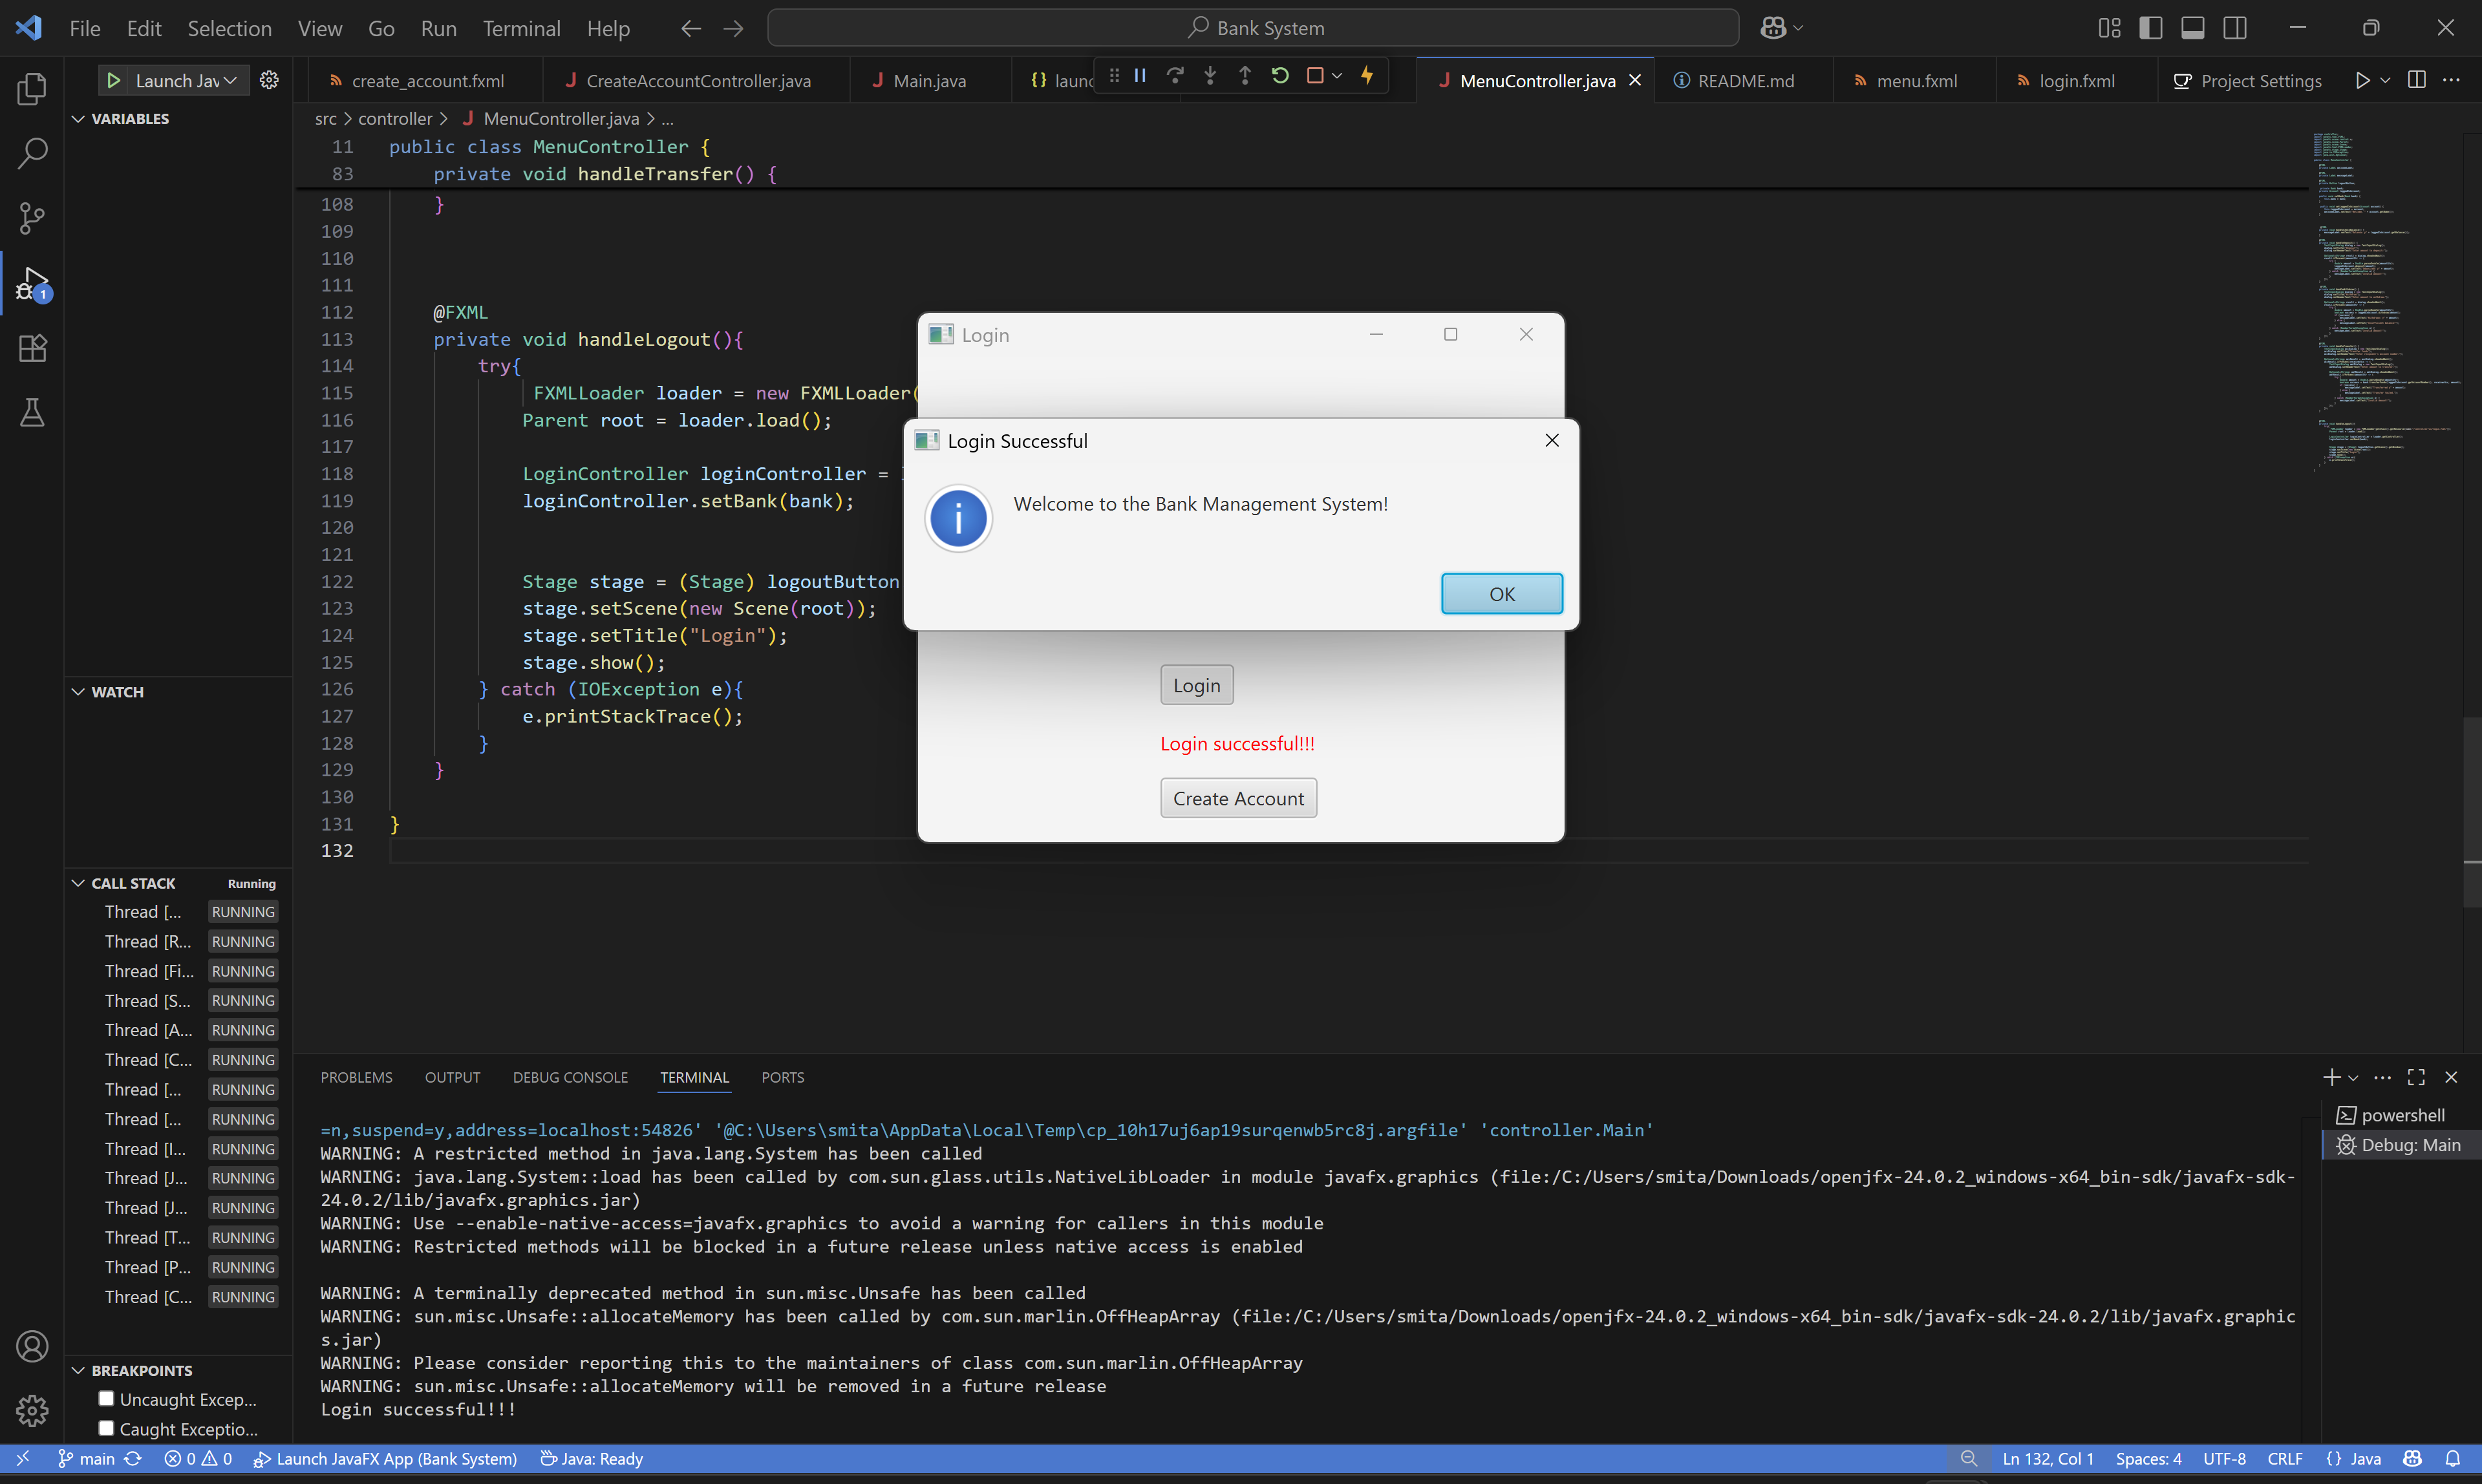 File Edit Selection View Go Run Terminal Help
Bank System
Launch Jav
create_account.fxml
CreateAccountController.java
Main.java
{} launc
MenuController.java
README.md
menu.fxml
login.fxml
Project Settings
VARIABLES
src > controller > MenuController.java > ...
11 public class MenuController {
83 private void handleTransfer() {
108 }
109
110
111
112 @FXML
113 private void handleLogout(){
114 try{
115 FXMLLoader loader = new FXMLLoader(
116 Parent root = loader.load();
117
118 LoginController loginController =
119 loginController.setBank(bank);
120
121
122 Stage stage = (Stage) logoutButton
123 stage.setScene(new Scene(root));
124 stage.setTitle("Login");
125 stage.show();
126 } catch (IOException e){
127 e.printStackTrace();
128 }
129 }
130
131 }
132
Login
Login Successful
Welcome to the Bank Management System!
OK
Login
Login successful!!!
Create Account
WATCH
CALL STACK Running
Thread [... RUNNING
Thread [R... RUNNING
Thread [Fi... RUNNING
Thread [S... RUNNING
Thread [A... RUNNING
Thread [C... RUNNING
Thread [... RUNNING
Thread [... RUNNING
Thread [I... RUNNING
Thread [J... RUNNING
Thread [J... RUNNING
Thread [T... RUNNING
Thread [P... RUNNING
Thread [C... RUNNING
BREAKPOINTS
Uncaught Excep...
Caught Exceptio...
1
PROBLEMS OUTPUT DEBUG CONSOLE TERMINAL PORTS
=n,suspend=y,address=localhost:54826' '@C:\Users\smita\AppData\Local\Temp\cp_10h17uj6ap19surqenwb5rc8j.argfile' 'controller.Main'
WARNING: A restricted method in java.lang.System has been called
WARNING: java.lang.System::load has been called by com.sun.glass.utils.NativeLibLoader in module javafx.graphics (file:/C:/Users/smita/Downloads/openjfx-24.0.2_windows-x64_bin-sdk/javafx-sdk-
24.0.2/lib/javafx.graphics.jar)
WARNING: Use --enable-native-access=javafx.graphics to avoid a warning for callers in this module
WARNING: Restricted methods will be blocked in a future release unless native access is enabled
WARNING: A terminally deprecated method in sun.misc.Unsafe has been called
WARNING: sun.misc.Unsafe::allocateMemory has been called by com.sun.marlin.OffHeapArray (file:/C:/Users/smita/Downloads/openjfx-24.0.2_windows-x64_bin-sdk/javafx-sdk-24.0.2/lib/javafx.graphic
s.jar)
WARNING: Please consider reporting this to the maintainers of class com.sun.marlin.OffHeapArray
WARNING: sun.misc.Unsafe::allocateMemory will be removed in a future release
Login successful!!!
powershell
Debug: Main
main 0 0 Launch JavaFX App (Bank System) Java: Ready
Ln 132, Col 1 Spaces: 4 UTF-8 CRLF {} Java